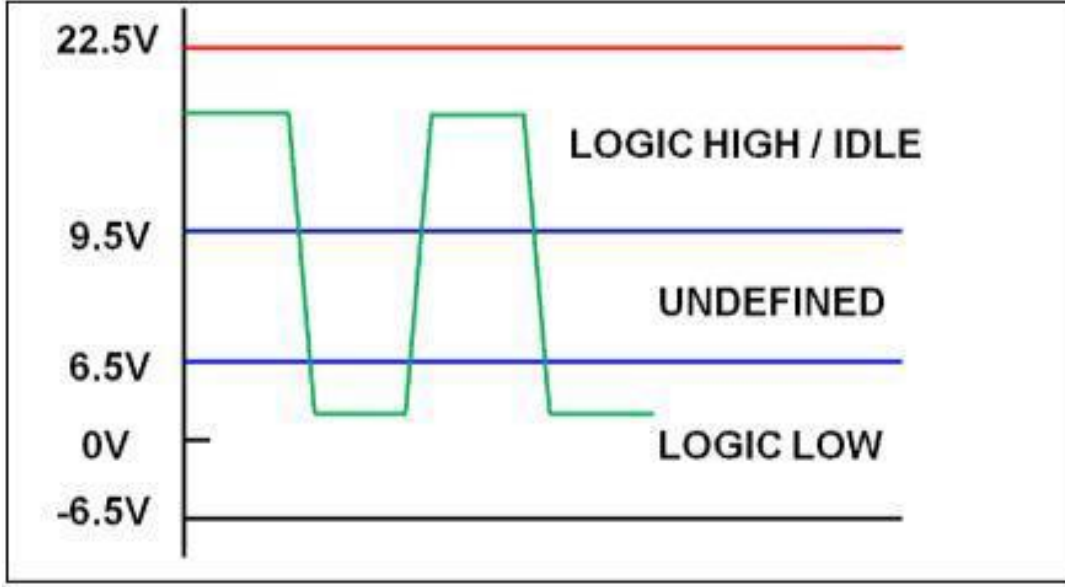 22.5V
LOGIC HIGH / IDLE
9.5V
UNDEFINED
6.5V
0V
LOGIC LOW
-6.5V